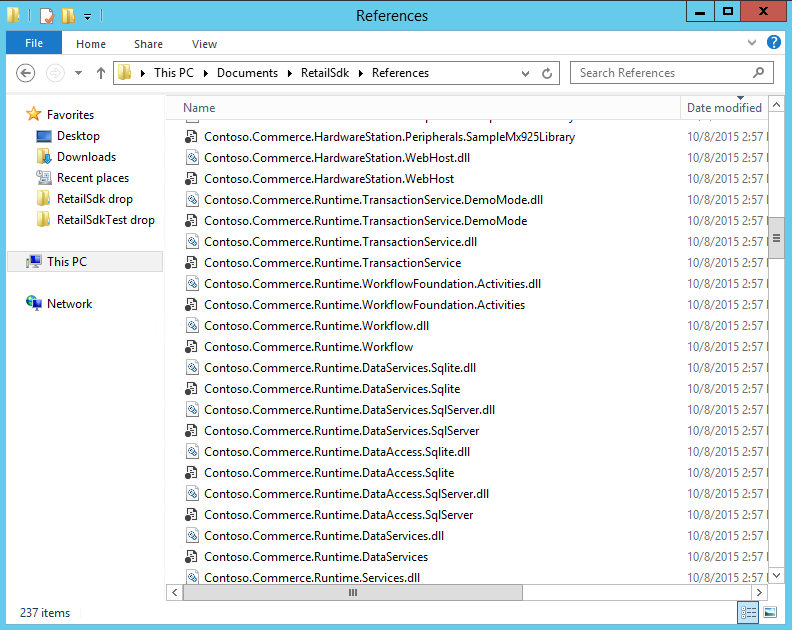 References
File Home Share View
This PC Documents RetailSdk References Search References
Name Date modified
Favorites
Desktop
Downloads
Recent places
RetailSdk drop
RetailSdkTest drop
This PC
Network
Contoso.Commerce.HardwareStation.Peripherals.SampleMx925Library 10/8/2015 2:57
Contoso.Commerce.HardwareStation.WebHost.dll 10/8/2015 2:57
Contoso.Commerce.HardwareStation.WebHost 10/8/2015 2:57
Contoso.Commerce.Runtime.TransactionService.DemoMode.dll 10/8/2015 2:57
Contoso.Commerce.Runtime.TransactionService.DemoMode 10/8/2015 2:57
Contoso.Commerce.Runtime.TransactionService.dll 10/8/2015 2:57
Contoso.Commerce.Runtime.TransactionService 10/8/2015 2:57
Contoso.Commerce.Runtime.WorkflowFoundation.Activities.dll 10/8/2015 2:57
Contoso.Commerce.Runtime.WorkflowFoundation.Activities 10/8/2015 2:57
Contoso.Commerce.Runtime.Workflow.dll 10/8/2015 2:57
Contoso.Commerce.Runtime.Workflow 10/8/2015 2:57
Contoso.Commerce.Runtime.DataServices.Sqlite.dll 10/8/2015 2:57
Contoso.Commerce.Runtime.DataServices.Sqlite 10/8/2015 2:57
Contoso.Commerce.Runtime.DataServices.SqlServer.dll 10/8/2015 2:57
Contoso.Commerce.Runtime.DataServices.SqlServer 10/8/2015 2:57
Contoso.Commerce.Runtime.DataAccess.Sqlite.dll 10/8/2015 2:57
Contoso.Commerce.Runtime.DataAccess.Sqlite 10/8/2015 2:57
Contoso.Commerce.Runtime.DataAccess.SqlServer.dll 10/8/2015 2:57
Contoso.Commerce.Runtime.DataAccess.SqlServer 10/8/2015 2:57
Contoso.Commerce.Runtime.DataServices.dll 10/8/2015 2:57
Contoso.Commerce.Runtime.DataServices 10/8/2015 2:57
Contoso.Commerce.Runtime.Services.dll 10/8/2015 2:57
237 items